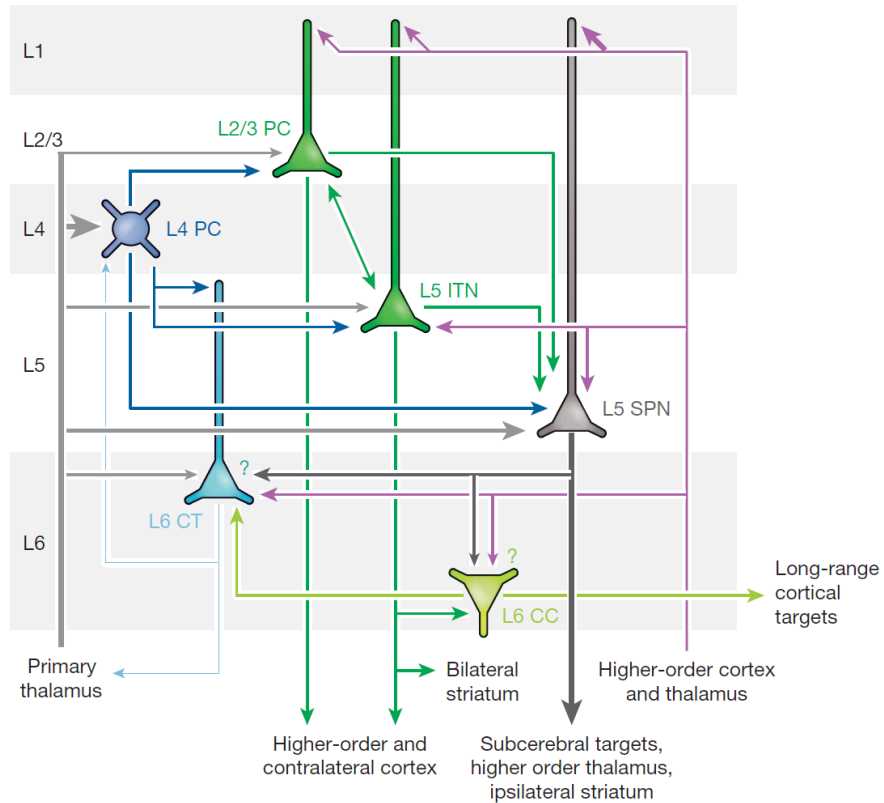 L1
L2/3
L2/3 PC
L4
L4 PC
L5 ITN
L5
L5 SPN
?
L6 CT
L6
?
L6 CC
Long-range
cortical
targets
Primary
thalamus
Bilateral
striatum
Higher-order cortex
and thalamus
Higher-order and
contralateral cortex
Subcerebral targets,
higher order thalamus,
ipsilateral striatum